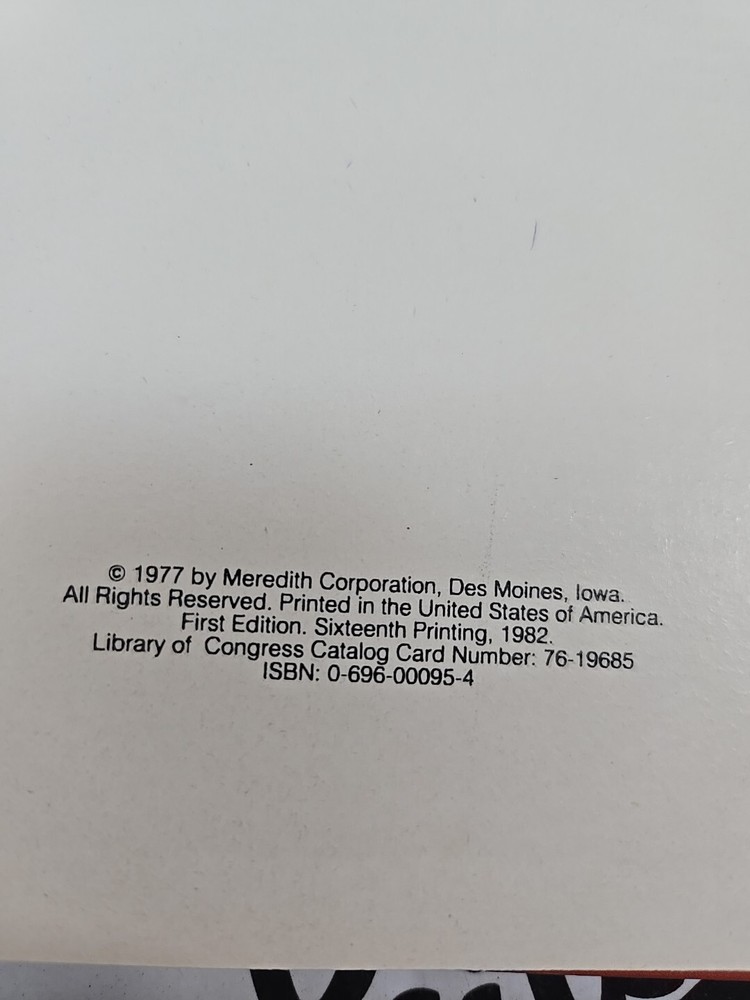 © 1977 by Meredith Corporation, Des Moines, Iowa.
All Rights Reserved. Printed in the United States of America.
First Edition. Sixteenth Printing, 1982.
Library of Congress Catalog Card Number: 76-19685
ISBN: 0-696-00095-4